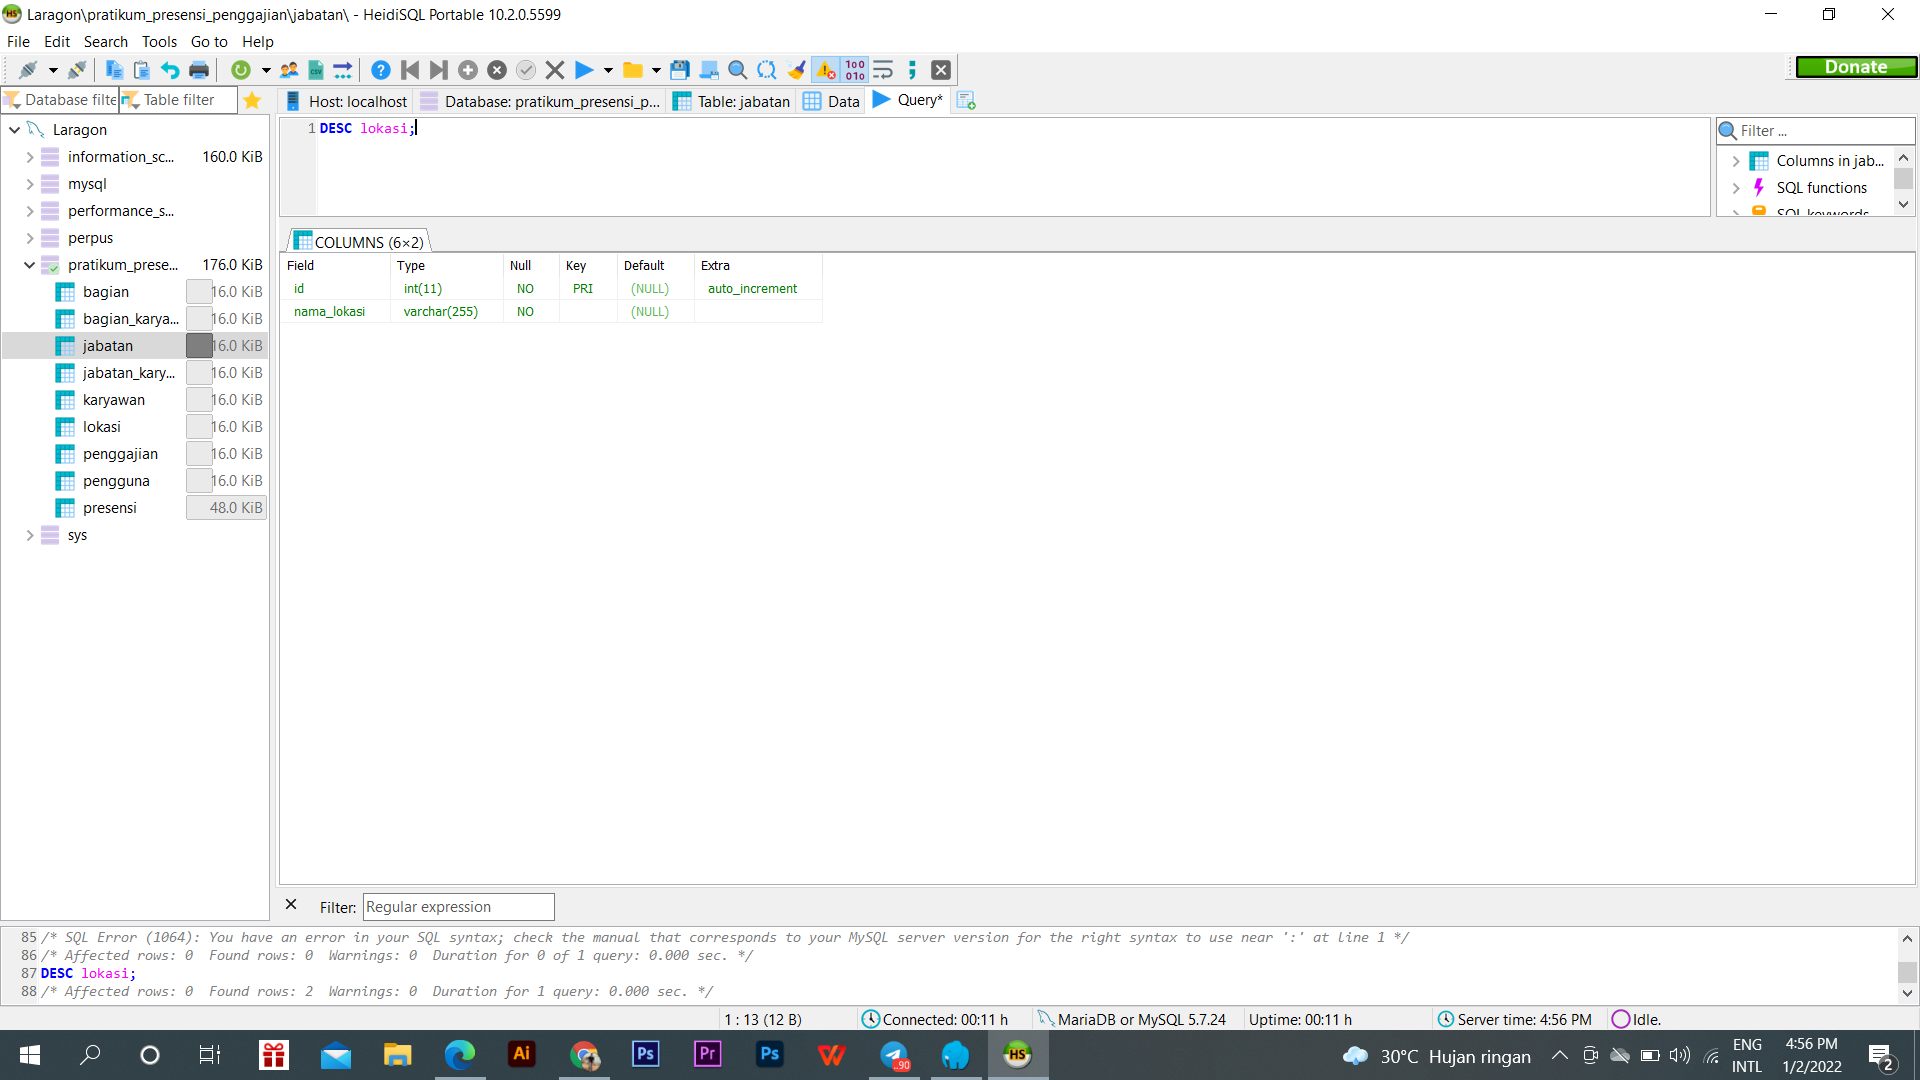 Laragon\pratikum_presensi_penggajian\jabatan\ - HeidiSQL Portable 10.2.0.5599
File Edit Search Tools Go to Help
Donate
Database filte Table filter
Host: localhost Database: pratikum_presensi_p... Table: jabatan Data Query*
Laragon
information_sc... 160.0 KiB
mysql
performance_s...
perpus
pratikum_prese... 176.0 KiB
bagian 16.0 KiB
bagian_karya... 16.0 KiB
jabatan 16.0 KiB
jabatan_kary... 16.0 KiB
karyawan 16.0 KiB
lokasi 16.0 KiB
penggajian 16.0 KiB
pengguna 16.0 KiB
presensi 48.0 KiB
sys
1 DESC lokasi;
Filter ...
Columns in jab...
SQL functions
SQL keywords
COLUMNS (6×2)
Field Type Null Key Default Extra
id int(11) NO PRI (NULL) auto_increment
nama_lokasi varchar(255) NO (NULL)
Filter: Regular expression
85 /* SQL Error (1064): You have an error in your SQL syntax; check the manual that corresponds to your MySQL server version for the right syntax to use near ':' at line 1 */
86 /* Affected rows: 0 Found rows: 0 Warnings: 0 Duration for 0 of 1 query: 0.000 sec. */
87 DESC lokasi;
88 /* Affected rows: 0 Found rows: 2 Warnings: 0 Duration for 1 query: 0.000 sec. */
1 : 13 (12 B) Connected: 00:11 h MariaDB or MySQL 5.7.24 Uptime: 00:11 h Server time: 4:56 PM Idle.
Ai Ps Pr Ps W .90 HS
30°C Hujan ringan
ENG
INTL
4:56 PM
1/2/2022
2